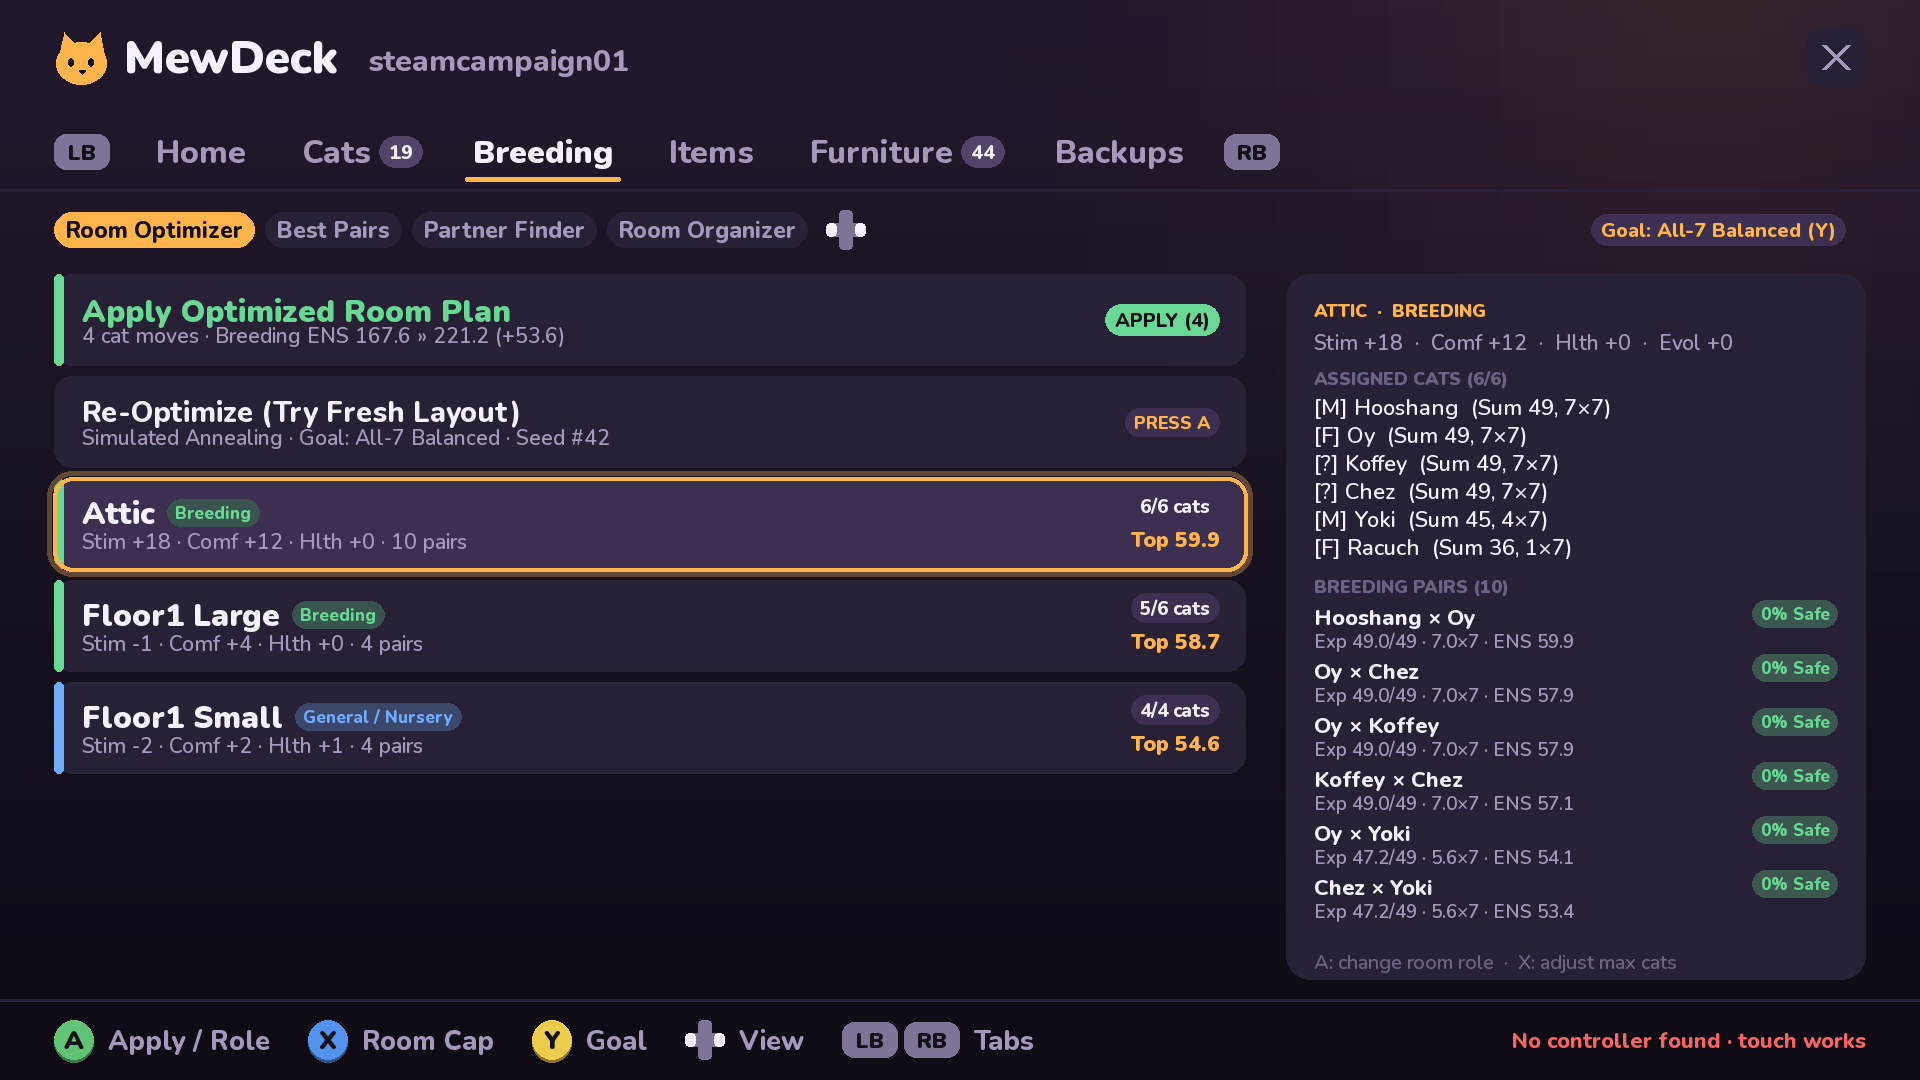 MewDeck steamcampaign01
LB Home Cats 19 Breeding Items Furniture 44 Backups RB
Room Optimizer Best Pairs Partner Finder Room Organizer Goal: All-7 Balanced (Y)
Apply Optimized Room Plan
4 cat moves · Breeding ENS 167.6 » 221.2 (+53.6)
APPLY (4)
Re-Optimize (Try Fresh Layout)
Simulated Annealing · Goal: All-7 Balanced · Seed #42
PRESS A
Attic Breeding
Stim +18 · Comf +12 · Hlth +0 · 10 pairs
6/6 cats
Top 59.9
Floor1 Large Breeding
Stim -1 · Comf +4 · Hlth +0 · 4 pairs
5/6 cats
Top 58.7
Floor1 Small General / Nursery
Stim -2 · Comf +2 · Hlth +1 · 4 pairs
4/4 cats
Top 54.6
ATTIC · BREEDING
Stim +18 · Comf +12 · Hlth +0 · Evol +0
ASSIGNED CATS (6/6)
[M] Hooshang (Sum 49, 7×7)
[F] Oy (Sum 49, 7×7)
[?] Koffey (Sum 49, 7×7)
[?] Chez (Sum 49, 7×7)
[M] Yoki (Sum 45, 4×7)
[F] Racuch (Sum 36, 1×7)
BREEDING PAIRS (10)
Hooshang × Oy 0% Safe
Exp 49.0/49 · 7.0×7 · ENS 59.9
Oy × Chez 0% Safe
Exp 49.0/49 · 7.0×7 · ENS 57.9
Oy × Koffey 0% Safe
Exp 49.0/49 · 7.0×7 · ENS 57.9
Koffey × Chez 0% Safe
Exp 49.0/49 · 7.0×7 · ENS 57.1
Oy × Yoki 0% Safe
Exp 47.2/49 · 5.6×7 · ENS 54.1
Chez × Yoki 0% Safe
Exp 47.2/49 · 5.6×7 · ENS 53.4
A: change room role · X: adjust max cats
A Apply / Role X Room Cap Y Goal View LB RB Tabs No controller found · touch works